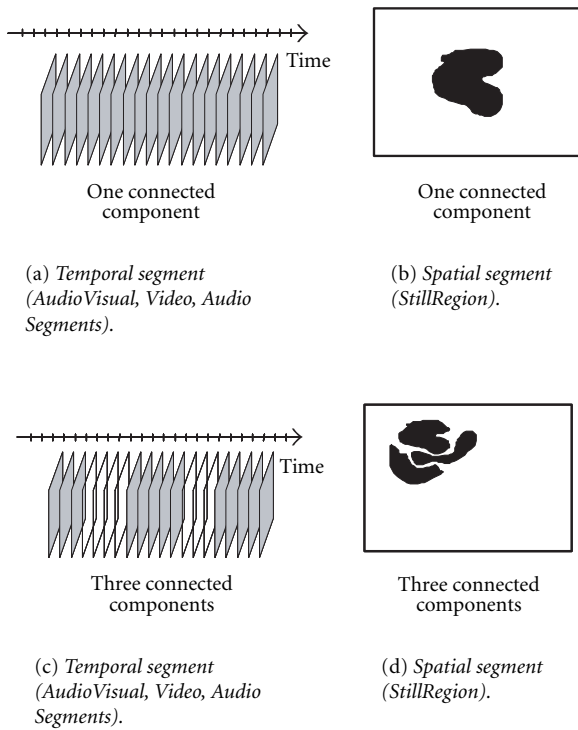 Time
One connected
component
One connected
component
(a) Temporal segment
(AudioVisual, Video, Audio
Segments).
(b) Spatial segment
(StillRegion).
Time
Three connected
components
Three connected
components
(c) Temporal segment
(AudioVisual, Video, Audio
Segments).
(d) Spatial segment
(StillRegion).